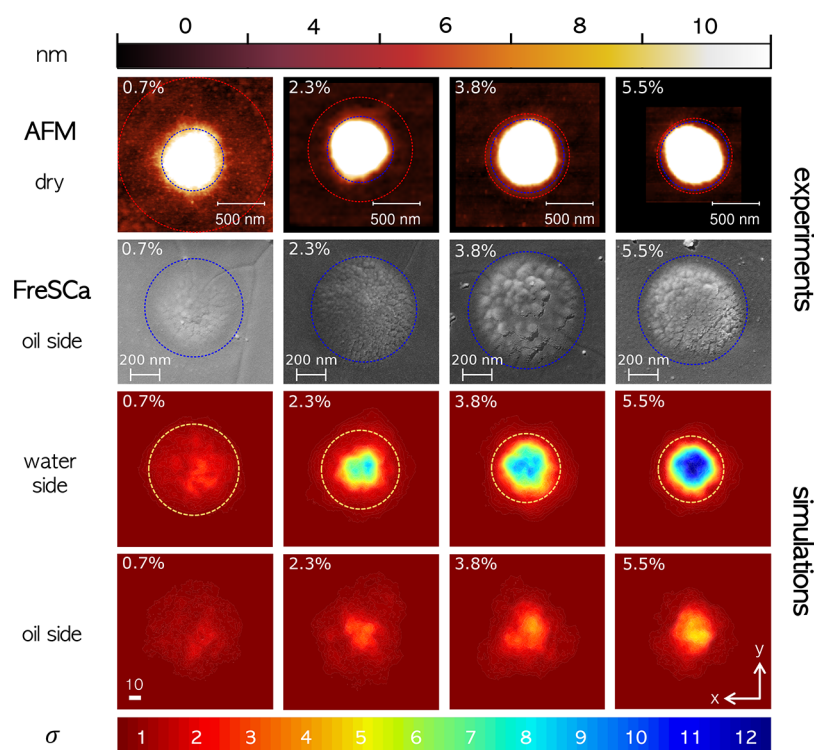 0 4 6 8 10
nm
0.7% 2.3% 3.8% 5.5%
AFM
dry
500 nm 500 nm 500 nm 500 nm
experiments
0.7% 2.3% 3.8% 5.5%
FreSCa
oil side
200 nm 200 nm 200 nm 200 nm
0.7% 2.3% 3.8% 5.5%
water
side
simulations
0.7% 2.3% 3.8% 5.5%
oil side
10
y
x
σ 1 2 3 4 5 6 7 8 9 10 11 12